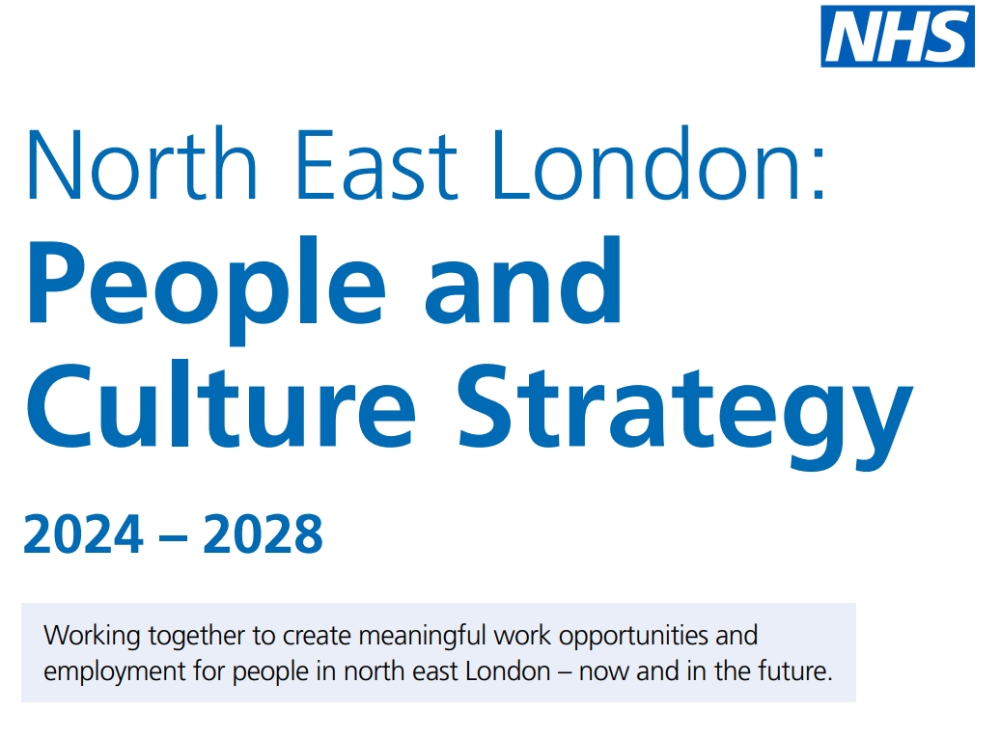 NHS
North East London:
People and
Culture Strategy
2024 – 2028
Working together to create meaningful work opportunities and
employment for people in north east London – now and in the future.